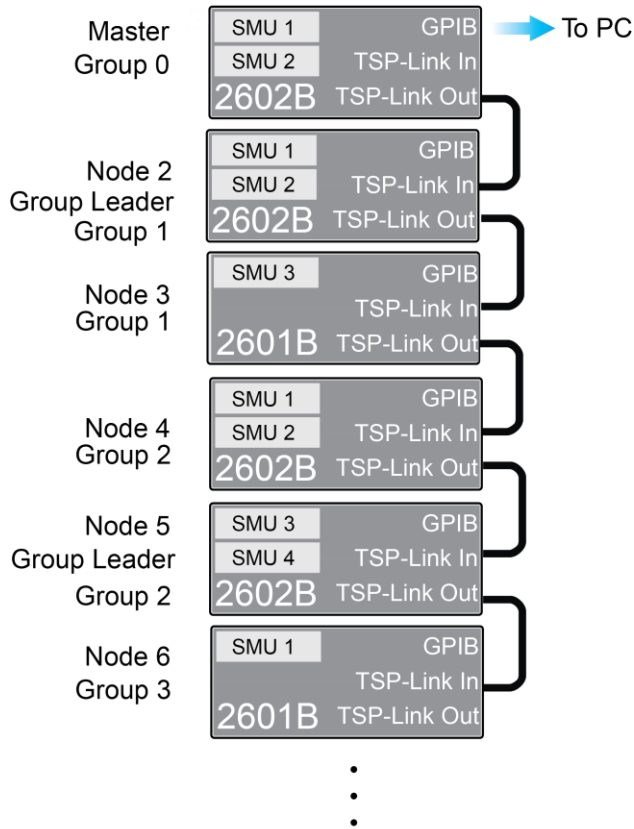 Master
Group 0
SMU 1
GPIB
To PC
SMU 2
TSP-Link In
2602B
TSP-Link Out
Node 2
Group Leader
Group 1
SMU 1
GPIB
SMU 2
TSP-Link In
2602B
TSP-Link Out
Node 3
Group 1
SMU 3
GPIB
TSP-Link In
2601B
TSP-Link Out
Node 4
Group 2
SMU 1
GPIB
SMU 2
TSP-Link In
2602B
TSP-Link Out
Node 5
Group Leader
Group 2
SMU 3
GPIB
SMU 4
TSP-Link In
2602B
TSP-Link Out
Node 6
Group 3
SMU 1
GPIB
TSP-Link In
2601B
TSP-Link Out